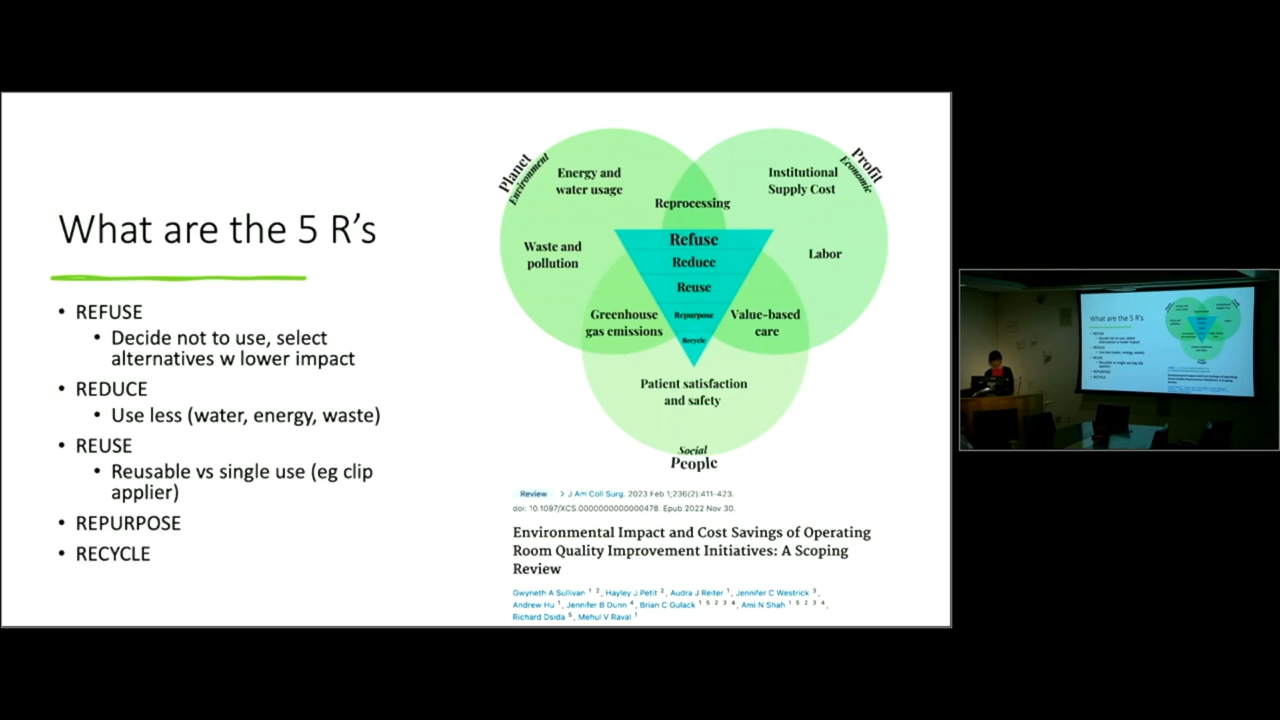 What are the 5 R's
• REFUSE
• Decide not to use, select
alternatives w lower impact
• REDUCE
• Use less (water, energy, waste)
• REUSE
• Reusable vs single use (eg clip
applier)
• REPURPOSE
• RECYCLE
Planet
Environment
Profit
Economic
Energy and
water usage
Institutional
Supply Cost
Reprocessing
Waste and
pollution
Labor
Refuse
Reduce
Reuse
Repurpose
Recycle
Greenhouse
gas emissions
Value-based
care
Patient satisfaction
and safety
Social
People
Review > J Am Coll Surg. 2023 Feb 1;236(2):411-423.
doi: 10.1097/XCS.0000000000000478. Epub 2022 Nov 30.
Environmental Impact and Cost Savings of Operating
Room Quality Improvement Initiatives: A Scoping
Review
Gwyneth A Sullivan 1 2, Hayley J Petit 2, Audra J Reiter 1, Jennifer C Westrick 3,
Andrew Hu 1, Jennifer B Dunn 4, Brian C Gulack 1 5 2 3 4, Ami N Shah 1 5 2 3 4,
Richard Dsida 5, Mehul V Raval 1
What are the 5 R's